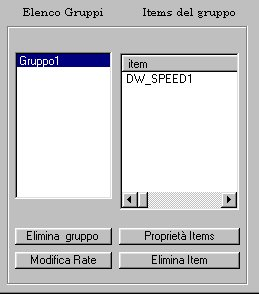 Elenco Gruppi Items del gruppo
Gruppo1
item
DW_SPEED1
Elimina gruppo Proprietà Items
Modifica Rate Elimina Item